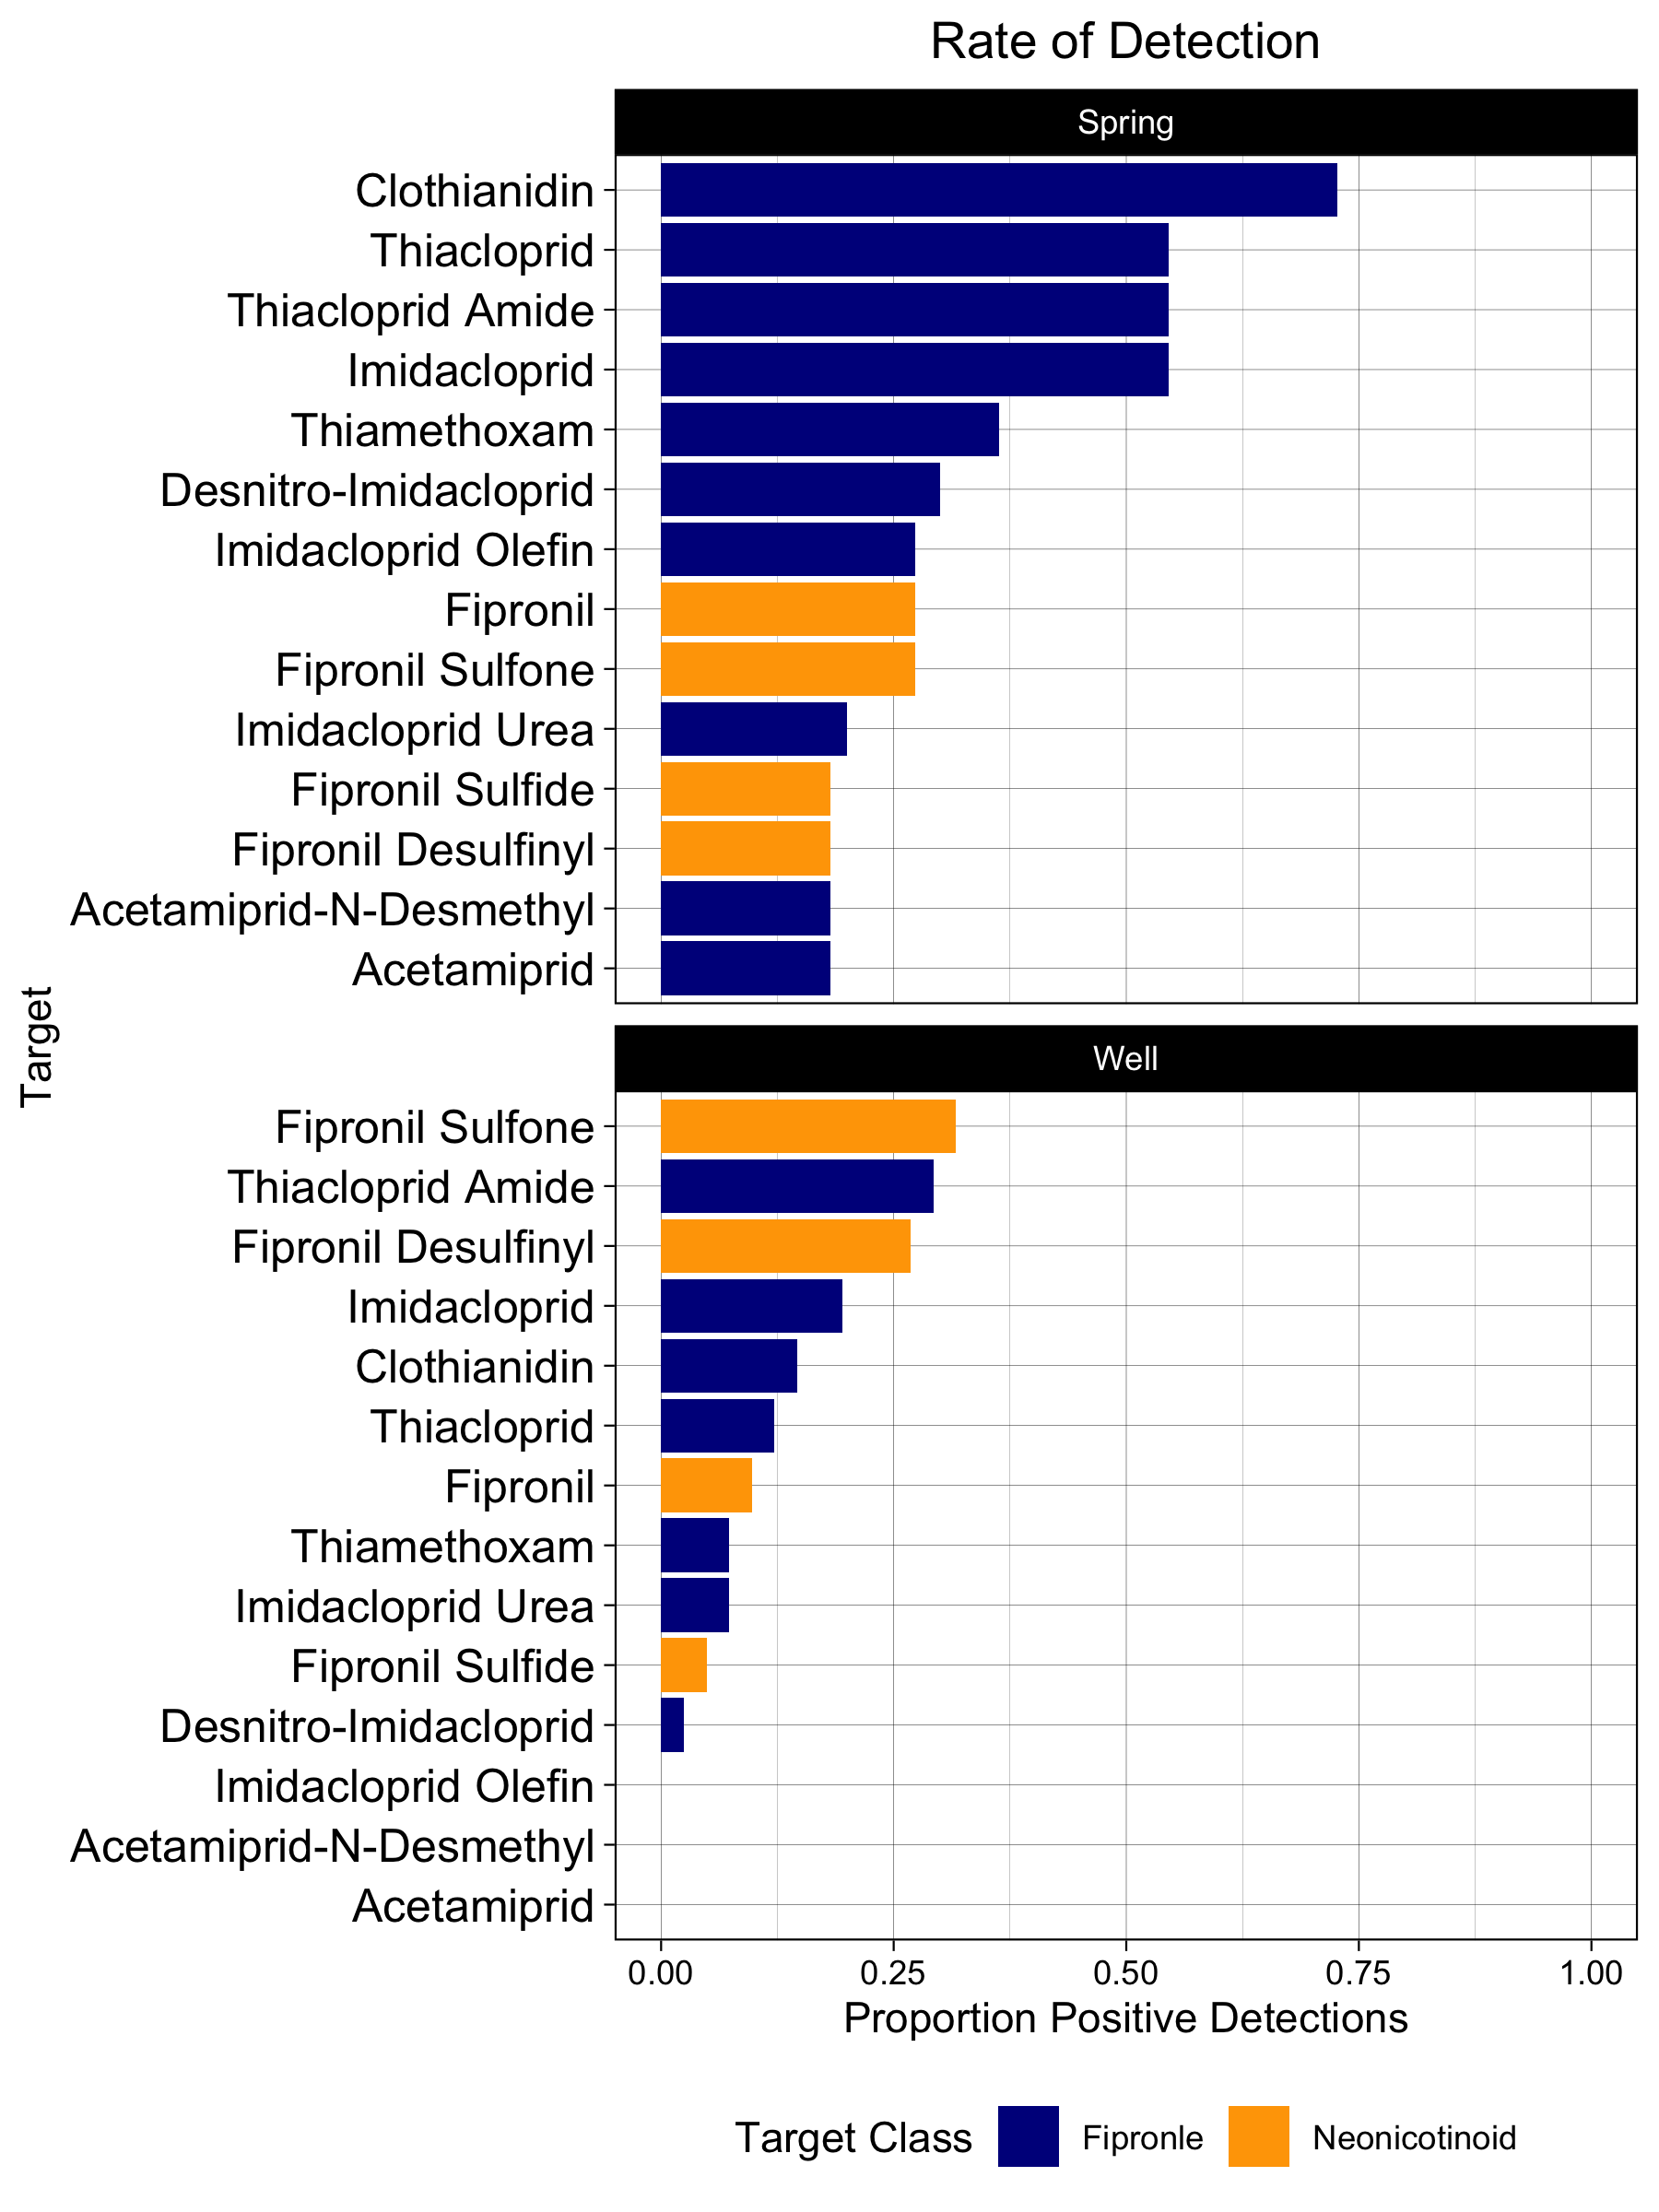 Rate of Detection
Spring
Clothianidin
Thiacloprid
Thiacloprid Amide
Imidacloprid
Thiamethoxam
Desnitro-Imidacloprid
Imidacloprid Olefin
Fipronil
Fipronil Sulfone
Imidacloprid Urea
Fipronil Sulfide
Fipronil Desulfinyl
Acetamiprid-N-Desmethyl
Acetamiprid
Target
Well
Fipronil Sulfone
Thiacloprid Amide
Fipronil Desulfinyl
Imidacloprid
Clothianidin
Thiacloprid
Fipronil
Thiamethoxam
Imidacloprid Urea
Fipronil Sulfide
Desnitro-Imidacloprid
Imidacloprid Olefin
Acetamiprid-N-Desmethyl
Acetamiprid
0.00 0.25 0.50 0.75 1.00
Proportion Positive Detections
Target Class Fipronle Neonicotinoid